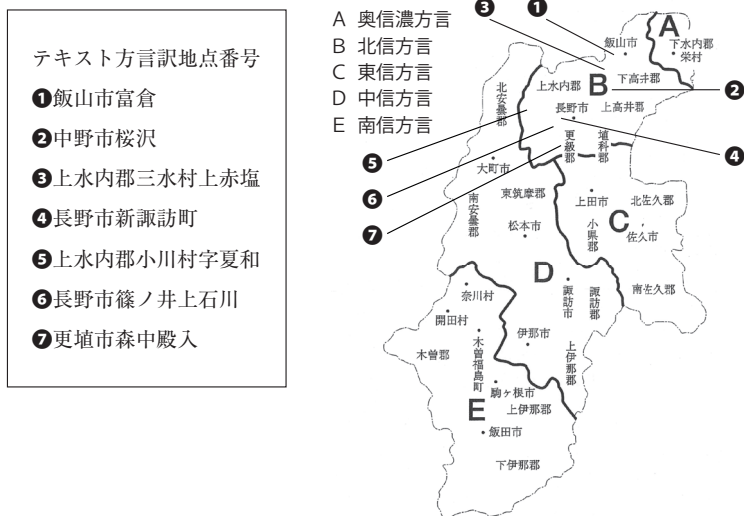 テキスト方言訳地点番号
❶飯山市富倉
❷中野市桜沢
❸上水内郡三水村上赤塩
❹長野市新諏訪町
❺上水内郡小川村字夏和
❻長野市篠ノ井上石川
❼更埴市森中殿入
A 奥信濃方言
B 北信方言
C 東信方言
D 中信方言
E 南信方言
❸
❶
A
飯山市
下水内郡
栄村
北安曇郡
上水内郡
B
下高井郡
❷
長野市
上高井郡
❺
更級郡
埴科郡
❹
大町市
❻
東筑摩郡
上田市
北佐久郡
南安曇郡
❼
松本市
小県郡
C
佐久市
D
奈川村
諏訪市
諏訪郡
南佐久郡
開田村
木曽郡
木曽福島町
伊那市
上伊那郡
駒ヶ根市
E
上伊那郡
飯田市
下伊那郡